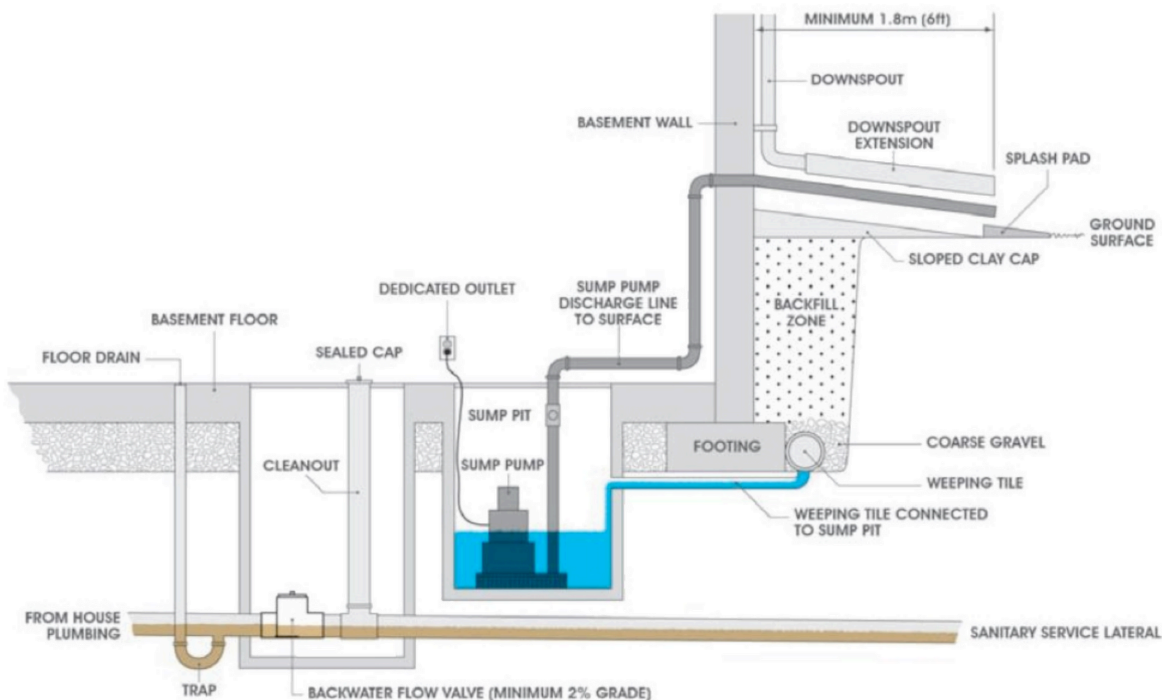 MINIMUM 1.8m (6ft)
DOWNSPOUT
BASEMENT WALL
DOWNSPOUT
EXTENSION
SPLASH PAD
GROUND
SURFACE
SLOPED CLAY CAP
DEDICATED OUTLET
SUMP PUMP
DISCHARGE LINE
TO SURFACE
BACKFILL
ZONE
BASEMENT FLOOR
FLOOR DRAIN
SEALED CAP
SUMP PIT
CLEANOUT
SUMP PUMP
FOOTING
COARSE GRAVEL
WEEPING TILE
WEEPING TILE CONNECTED
TO SUMP PIT
FROM HOUSE
PLUMBING
SANITARY SERVICE LATERAL
TRAP
BACKWATER FLOW VALVE (MINIMUM 2% GRADE)